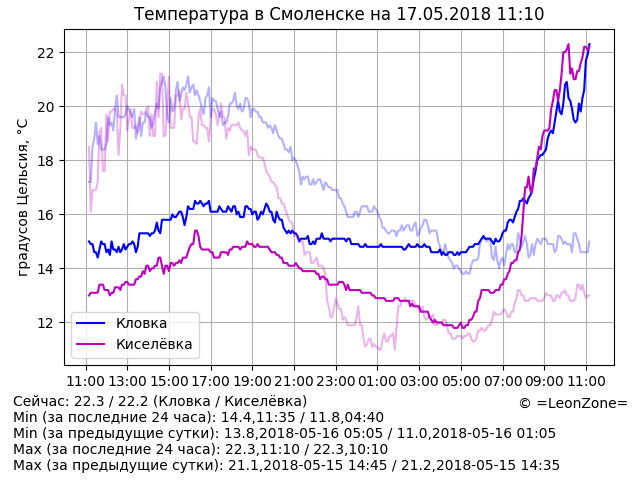 Температура в Смоленске на 17.05.2018 11:10
градусов Цельсия, °C
22
20
18
16
14
12
Кловка
Киселёвка
11:00 13:00 15:00 17:00 19:00 21:00 23:00 01:00 03:00 05:00 07:00 09:00 11:00
Сейчас: 22.3 / 22.2 (Кловка / Киселёвка)
© =LeonZone=
Min (за последние 24 часа): 14.4,11:35 / 11.8,04:40
Min (за предыдущие сутки): 13.8,2018-05-16 05:05 / 11.0,2018-05-16 01:05
Max (за последние 24 часа): 22.3,11:10 / 22.3,10:10
Max (за предыдущие сутки): 21.1,2018-05-15 14:45 / 21.2,2018-05-15 14:35